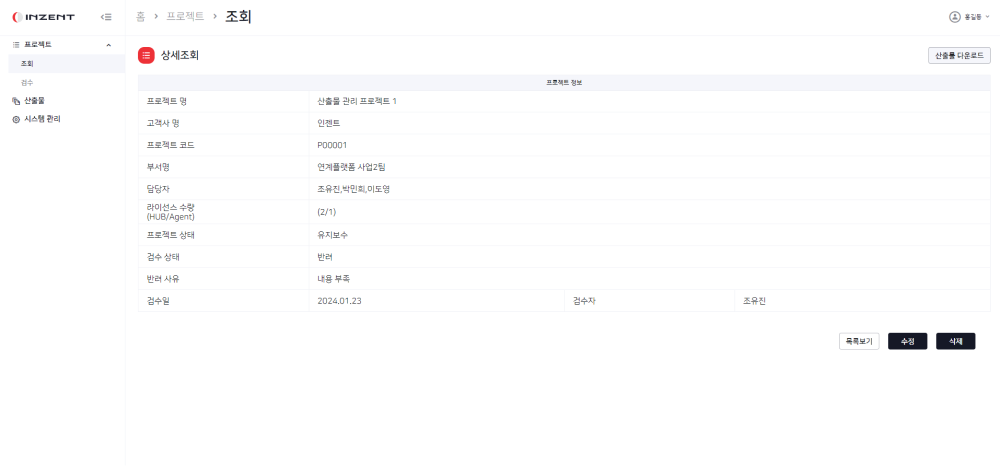 INZENT
홈 > 프로젝트 > 조회
홍길동
프로젝트
조회
검수
산출물
시스템 관리
상세조회
산출물 다운로드
프로젝트 정보
프로젝트 명
산출물 관리 프로젝트 1
고객사 명
인젠트
프로젝트 코드
P00001
부서명
연계플랫폼 사업2팀
담당자
조유진,박민회,이도영
라이선스 수량
(HUB/Agent)
(2/1)
프로젝트 상태
유지보수
검수 상태
반려
반려 사유
내용 부족
검수일
2024.01.23
검수자
조유진
목록보기
수정
삭제